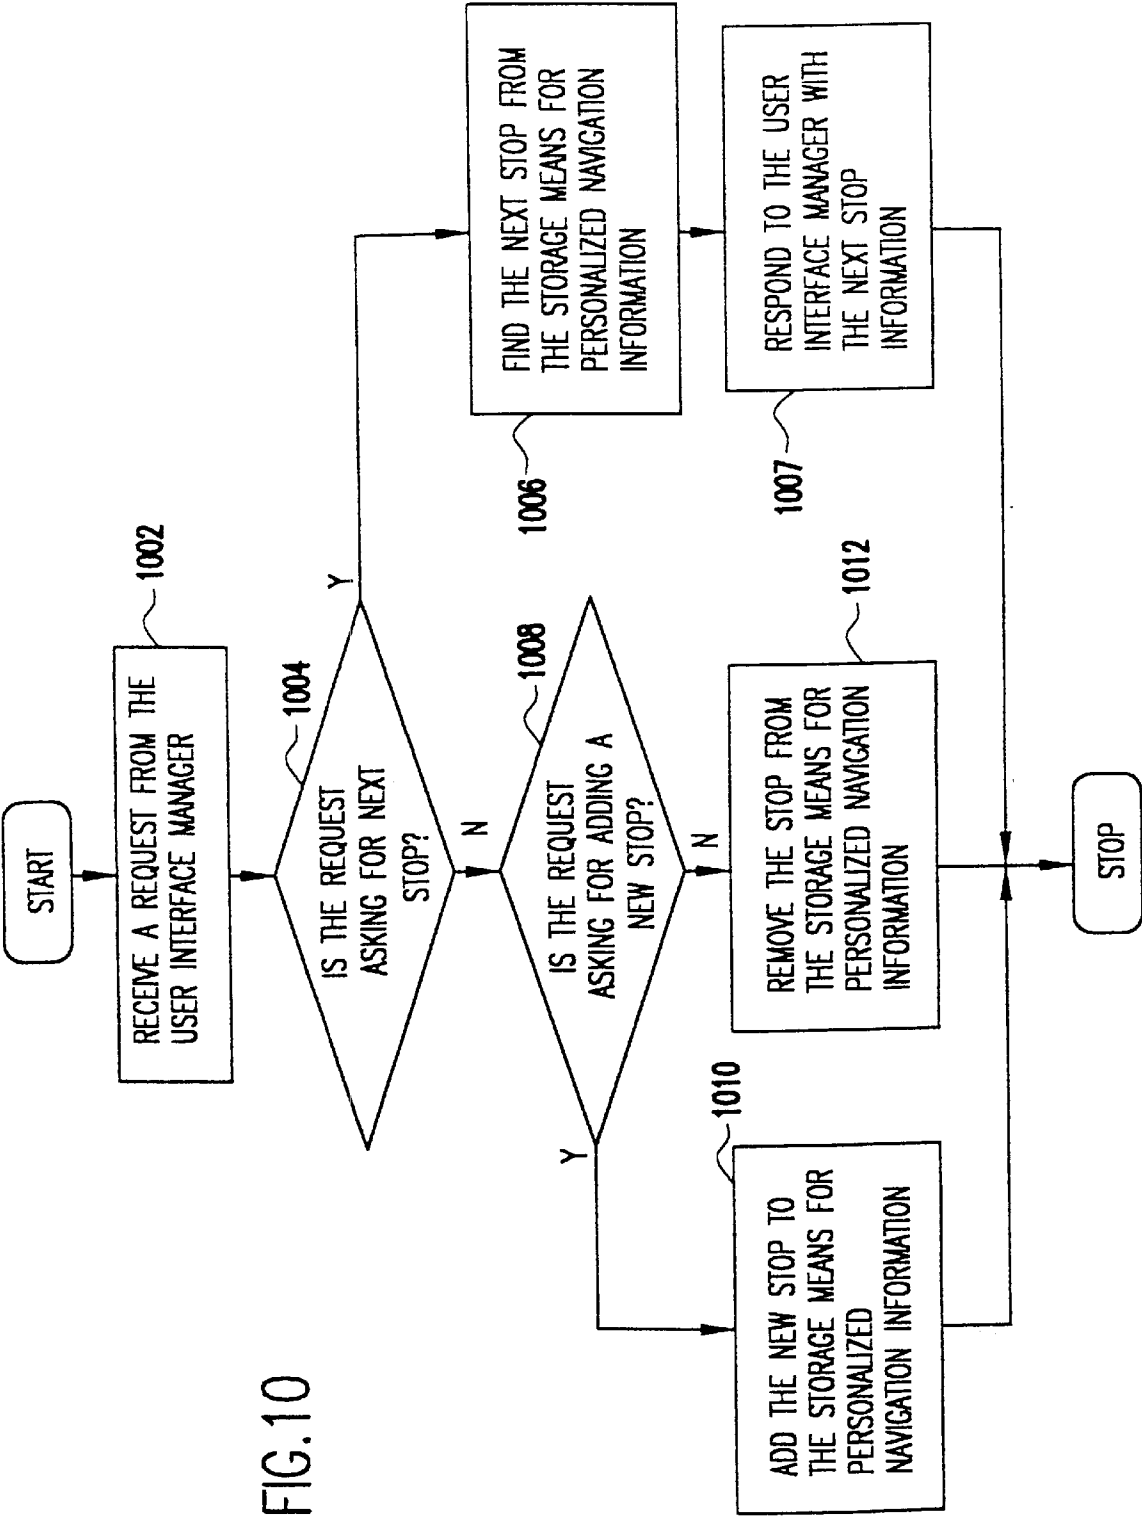 START
1002
RECEIVE A REQUEST FROM THE
USER INTERFACE MANAGER
1004
IS THE REQUEST
ASKING FOR NEXT
STOP?
Y
N
1008
IS THE REQUEST
ASKING FOR ADDING A
NEW STOP?
Y
N
FIND THE NEXT STOP FROM
THE STORAGE MEANS FOR
PERSONALIZED NAVIGATION
INFORMATION
1006
RESPOND TO THE USER
INTERFACE MANAGER WITH
THE NEXT STOP
INFORMATION
1007
1010
ADD THE NEW STOP TO
THE STORAGE MEANS FOR
PERSONALIZED
NAVIGATION INFORMATION
1012
REMOVE THE STOP FROM
THE STORAGE MEANS FOR
PERSONALIZED NAVIGATION
INFORMATION
STOP
FIG.10